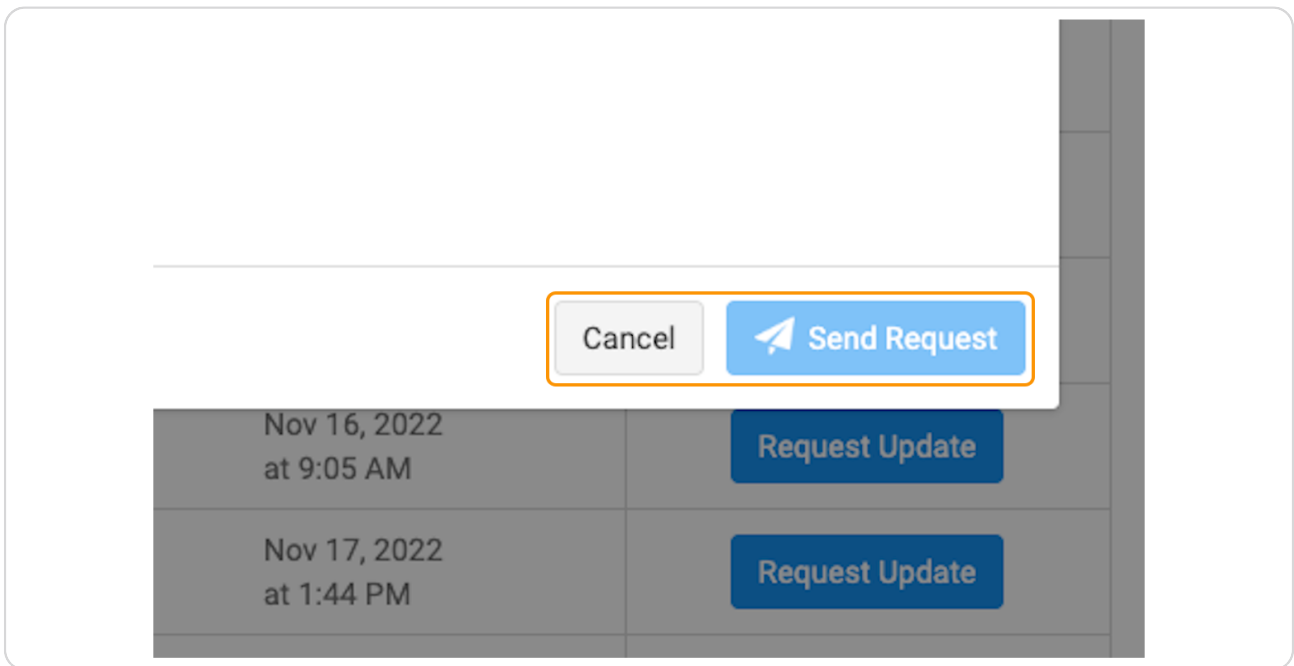 Cancel
Send Request
Nov 16, 2022
at 9:05 AM
Request Update
Nov 17, 2022
at 1:44 PM
Request Update